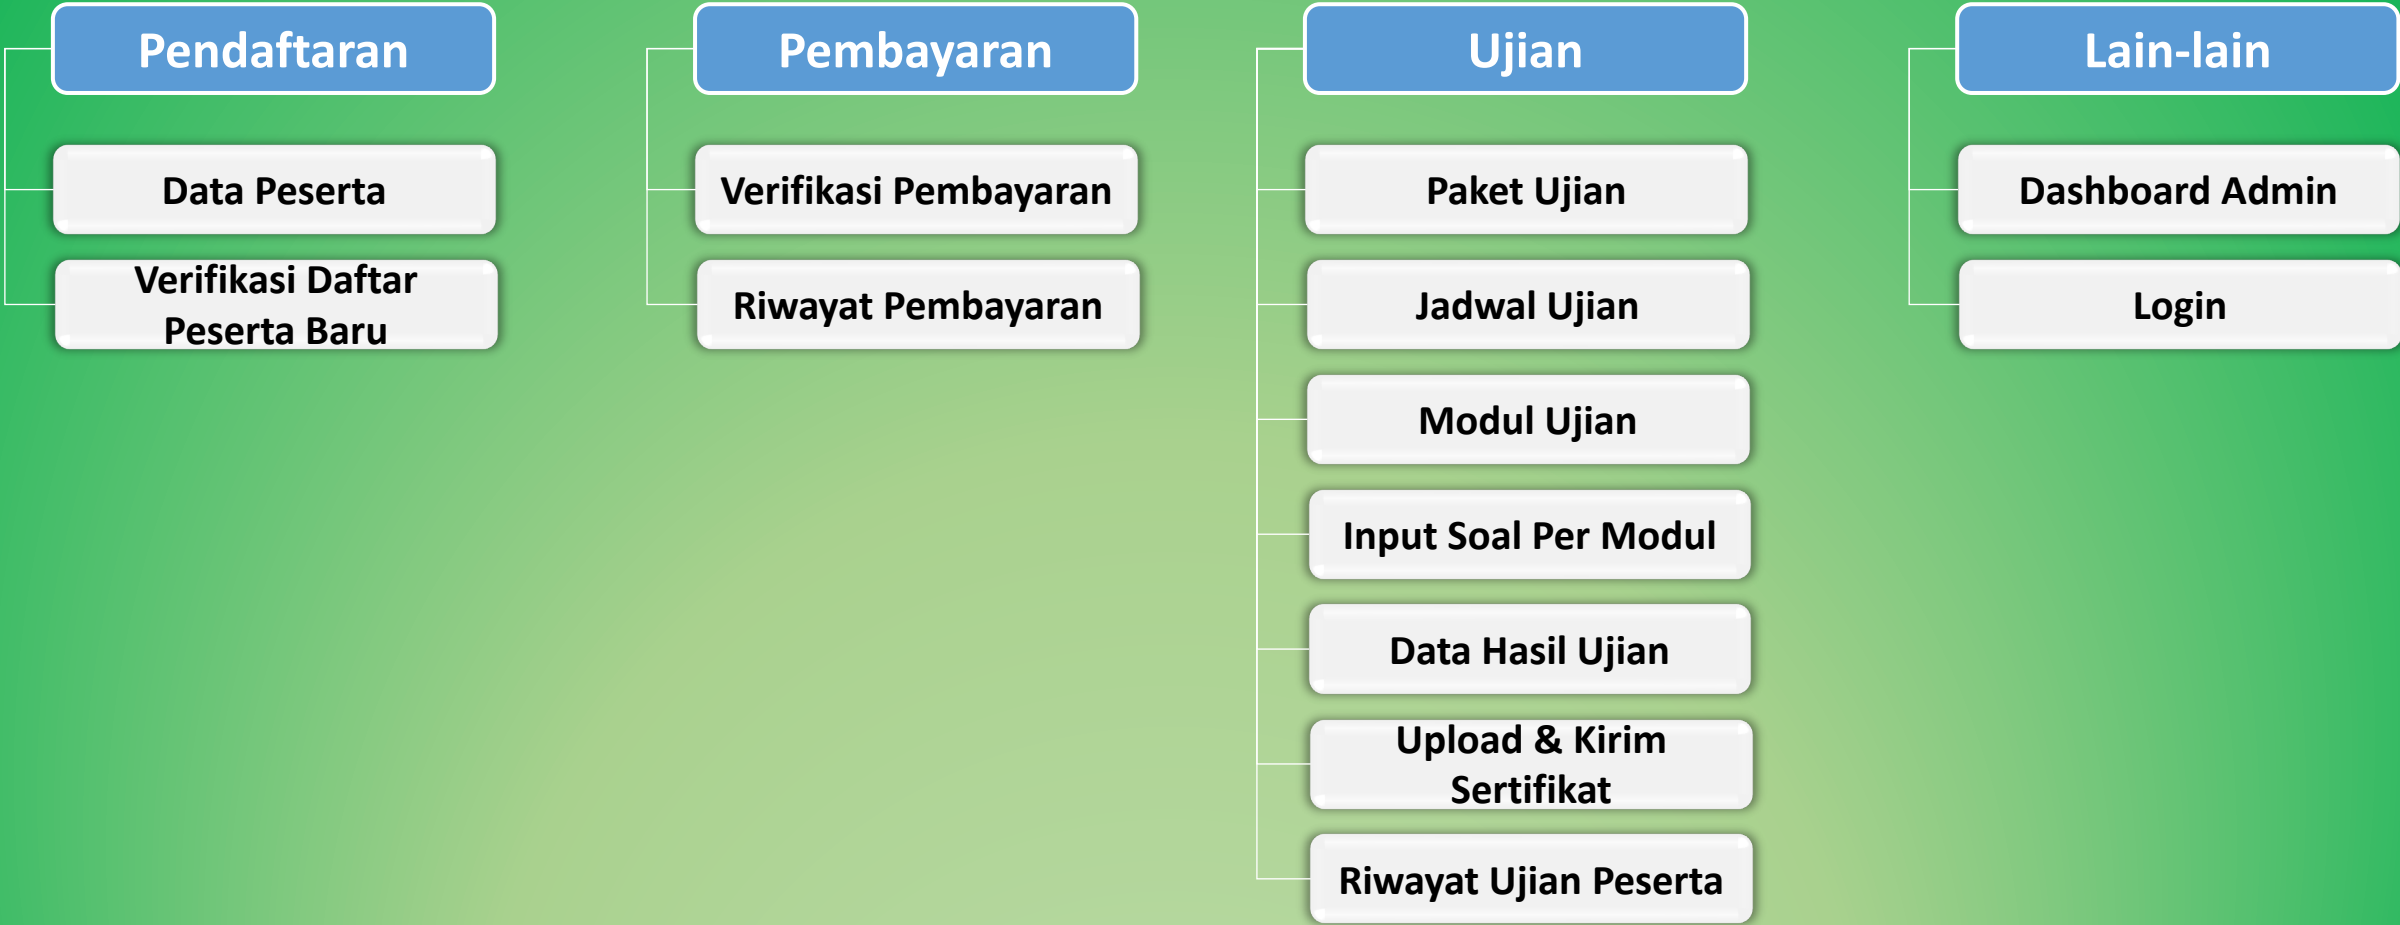 Pendaftaran
Data Peserta
Verifikasi Daftar
Peserta Baru
Pembayaran
Verifikasi Pembayaran
Riwayat Pembayaran
Ujian
Paket Ujian
Jadwal Ujian
Modul Ujian
Input Soal Per Modul
Data Hasil Ujian
Upload & Kirim
Sertifikat
Riwayat Ujian Peserta
Lain-lain
Dashboard Admin
Login